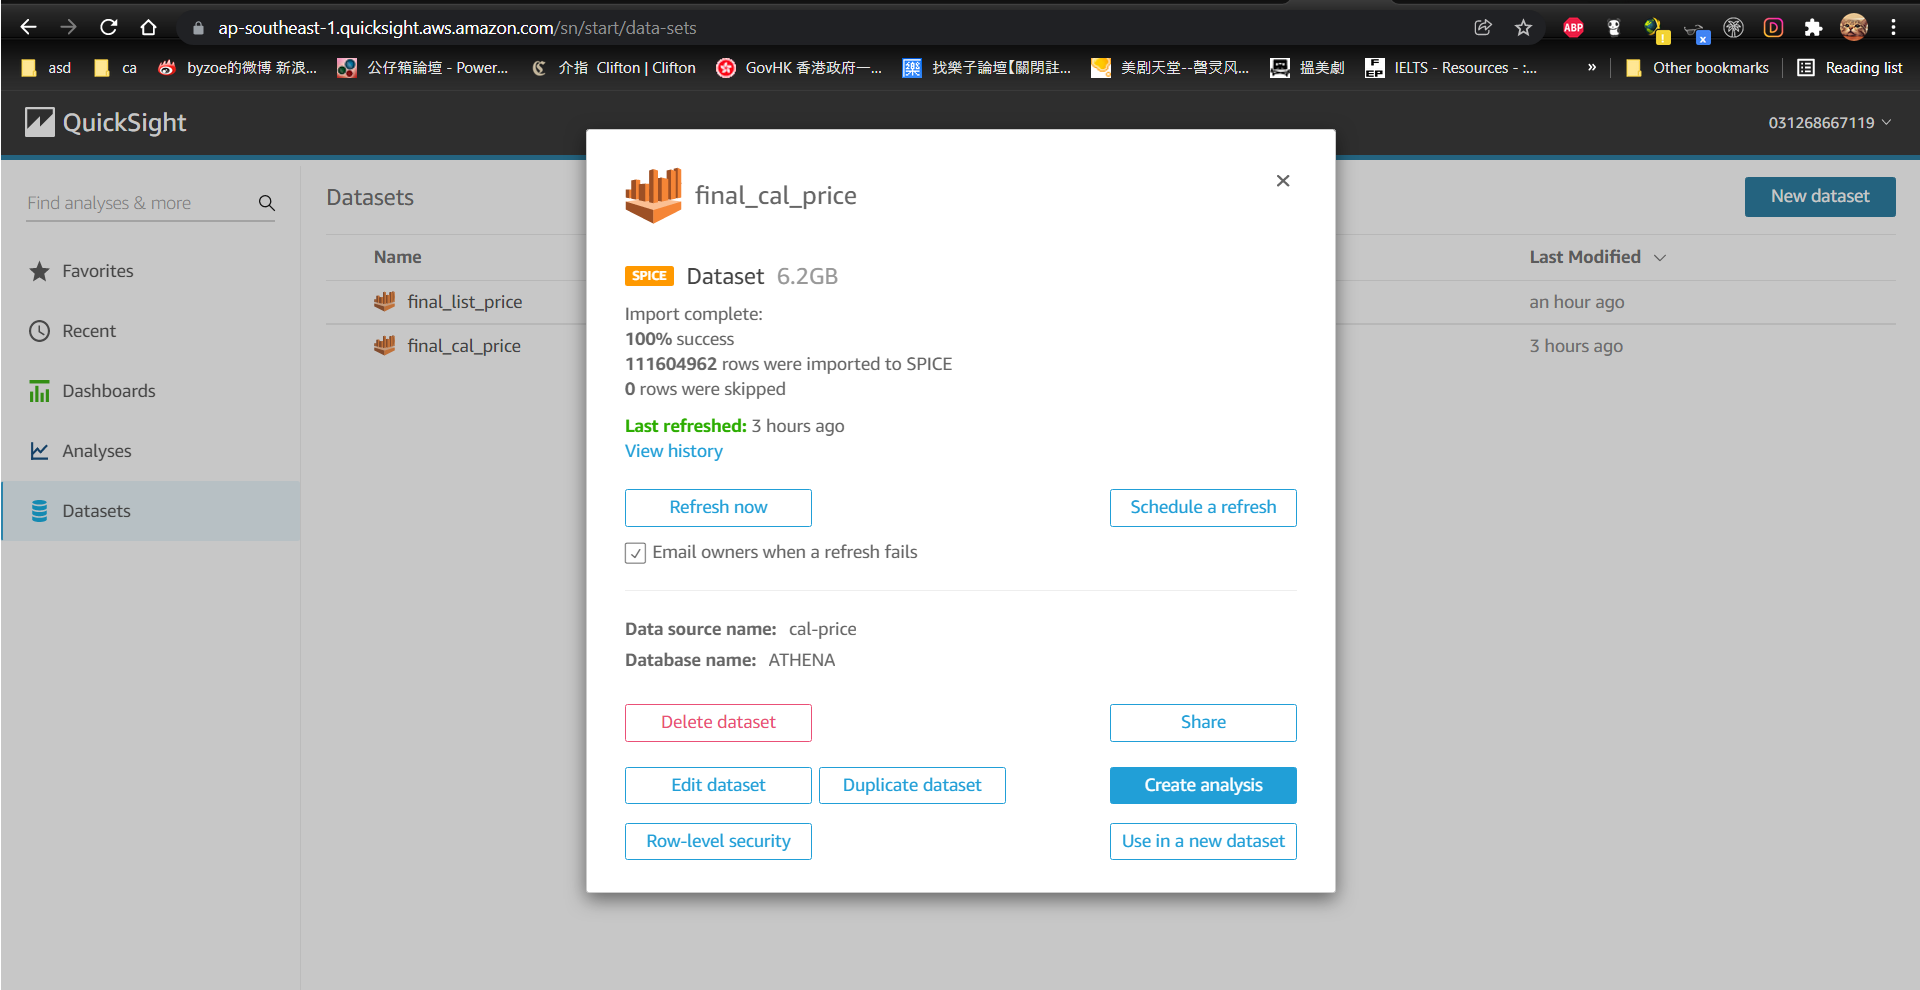 ap-southeast-1.quicksight.aws.amazon.com/sn/start/data-sets
ABP
asd
ca
byzoe的微博 新浪...
公仔箱論壇 - Power...
介指 Clifton | Clifton
GovHK 香港政府一...
樂
找樂子論壇【關閉註...
美剧天堂--罄灵风...
搵美劇
FEP
IELTS - Resources - :...
»
Other bookmarks
Reading list
QuickSight
031268667119
Find analyses & more
Favorites
Recent
Dashboards
Analyses
Datasets
Datasets
New dataset
Name
Last Modified
final_list_price
an hour ago
final_cal_price
3 hours ago
final_cal_price
SPICE Dataset 6.2GB
Import complete:
100% success
111604962 rows were imported to SPICE
0 rows were skipped
Last refreshed: 3 hours ago
View history
Refresh now
Schedule a refresh
Email owners when a refresh fails
Data source name: cal-price
Database name: ATHENA
Delete dataset
Share
Edit dataset
Duplicate dataset
Create analysis
Row-level security
Use in a new dataset